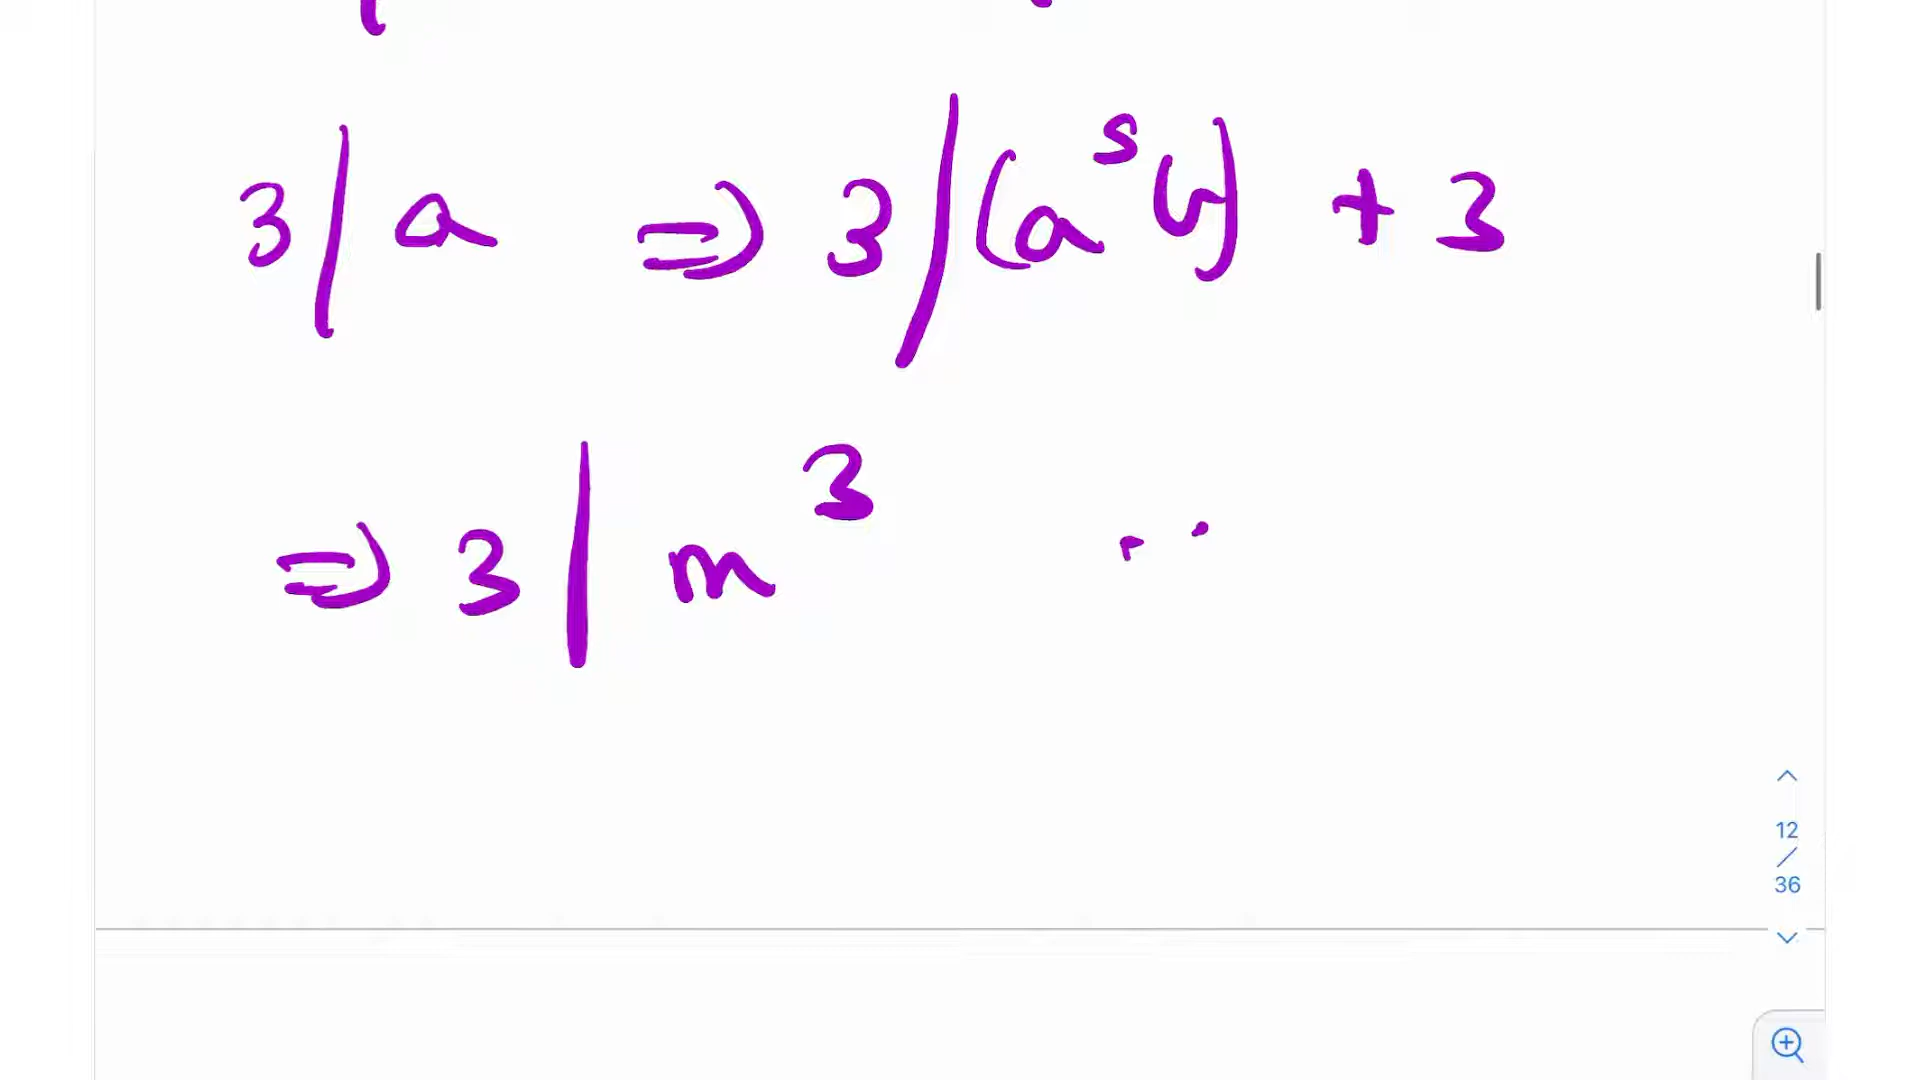 3 | a ⇒ 3 | (a⁵b) + 3
⇒ 3 | m³
12
/
36